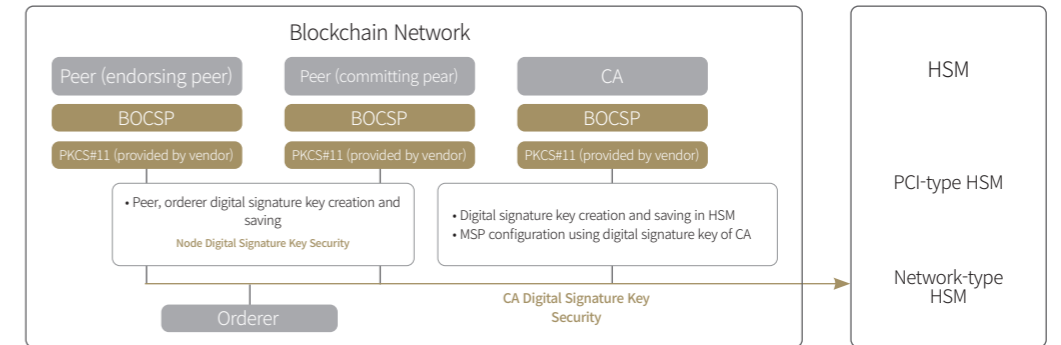 Blockchain Network
Peer (endorsing peer)
Peer (committing pear)
CA
BOCSP
BOCSP
BOCSP
PKCS#11 (provided by vendor)
PKCS#11 (provided by vendor)
PKCS#11 (provided by vendor)
• Peer, orderer digital signature key creation and
saving
Node Digital Signature Key Security
• Digital signature key creation and saving in HSM
• MSP configuration using digital signature key of CA
CA Digital Signature Key
Security
Orderer
HSM
PCI-type HSM
Network-type
HSM